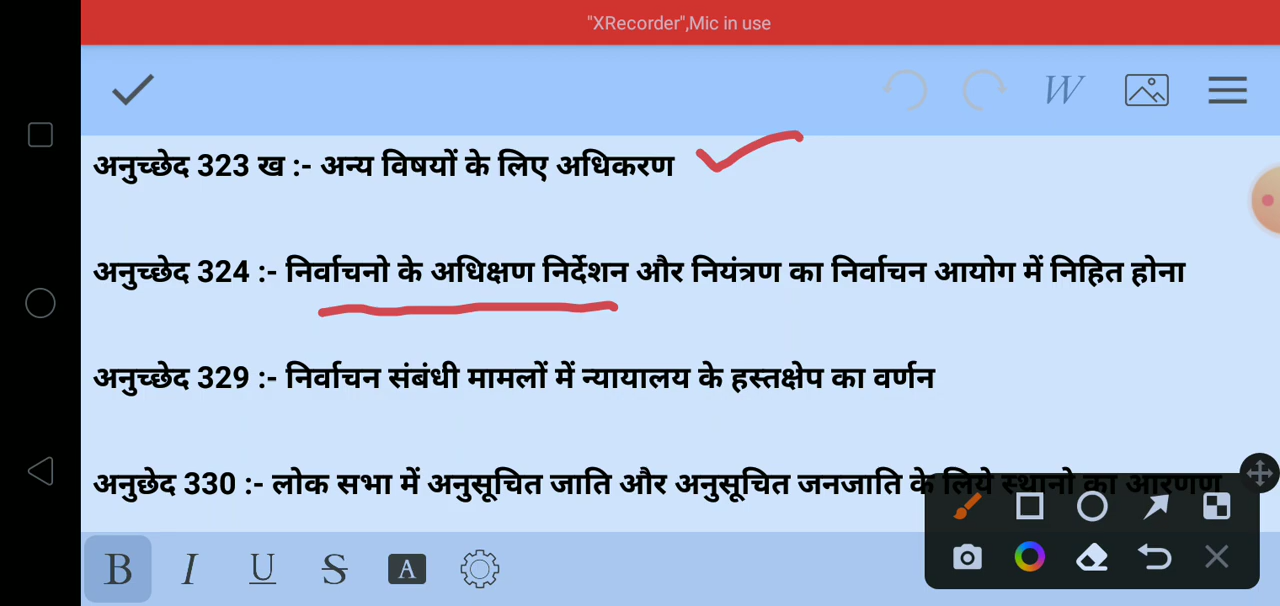 "XRecorder",Mic in use
W
अनुच्छेद 323 ख :- अन्य विषयों के लिए अधिकरण
अनुच्छेद 324 :- निर्वाचनो के अधिक्षण निर्देशन और नियंत्रण का निर्वाचन आयोग में निहित होना
अनुच्छेद 329 :- निर्वाचन संबंधी मामलों में न्यायालय के हस्तक्षेप का वर्णन
अनुछेद 330 :- लोक सभा में अनुसूचित जाति और अनुसूचित जनजाति के लिये स्थानो का आरणण
B I U S A